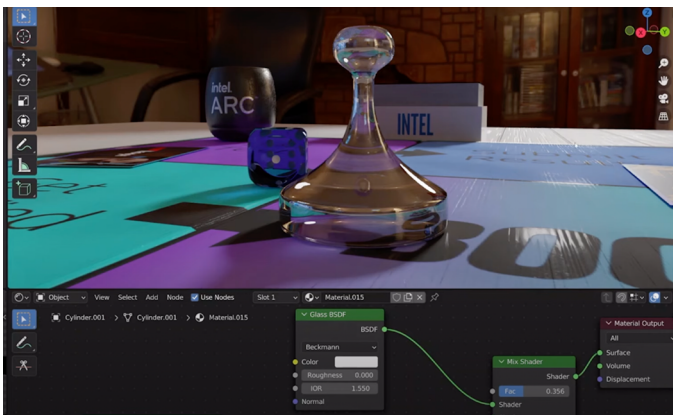 intel.
ARC
INTEL
Object
View
Select
Add
Node
Use Nodes
Slot 1
Material.015
Cylinder.001 > Cylinder.001 > Material.015
Glass BSDF
BSDF
Beckmann
Color
Roughness 0.000
IOR 1.550
Normal
Mix Shader
Shader
Fac 0.356
Shader
Material Output
All
Surface
Volume
Displacement
X
Y
Z